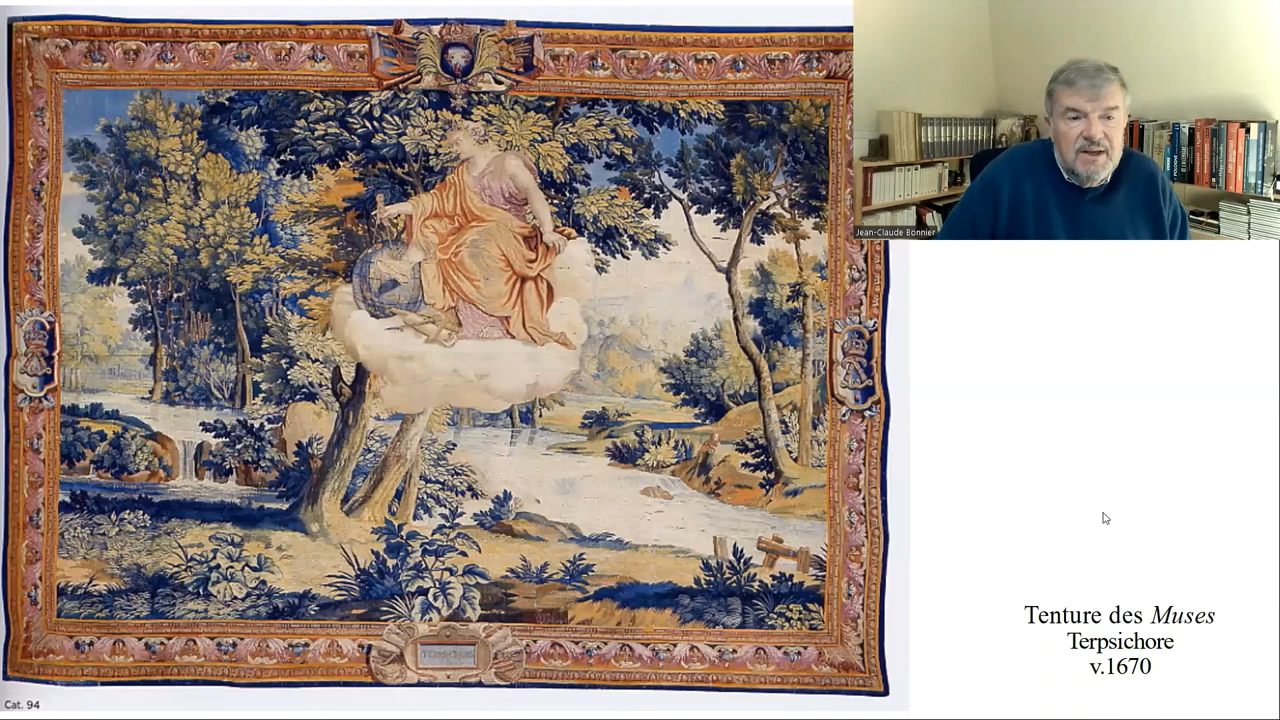 Jean-Claude Bonnier
Tenture des Muses
Terpsichore
v.1670
Cat. 94